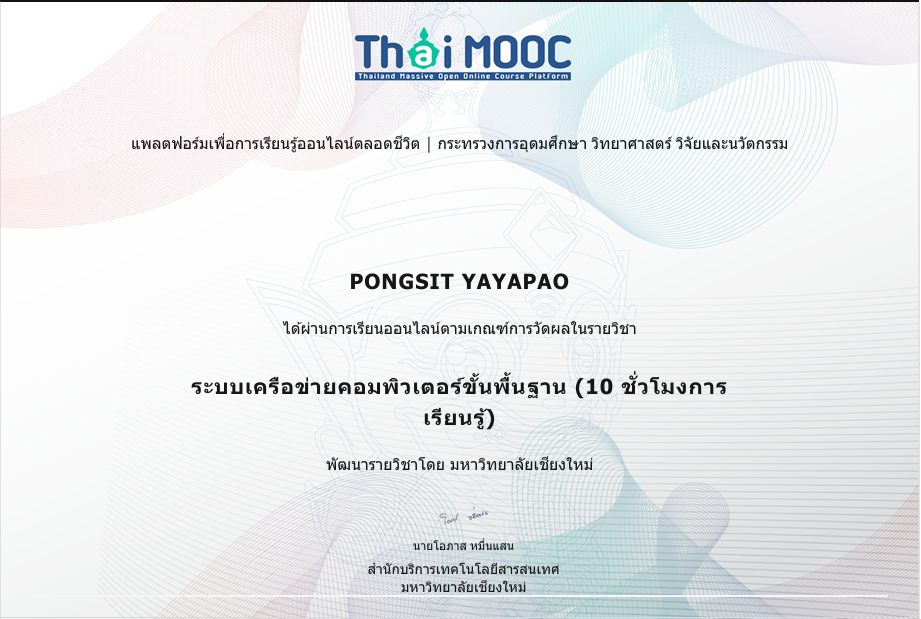 Thai MOOC
Thailand Massive Open Online Course Platform
แพลตฟอร์มเพื่อการเรียนรู้ออนไลน์ตลอดชีวิต | กระทรวงการอุดมศึกษา วิทยาศาสตร์ วิจัยและนวัตกรรม
PONGSIT YAYAPAO
ได้ผ่านการเรียนออนไลน์ตามเกณฑ์การวัดผลในรายวิชา
ระบบเครือข่ายคอมพิวเตอร์ขั้นพื้นฐาน (10 ชั่วโมงการ
เรียนรู้)
พัฒนารายวิชาโดย มหาวิทยาลัยเชียงใหม่
นายโอภาส หมื่นแสน
สำนักบริการเทคโนโลยีสารสนเทศ
มหาวิทยาลัยเชียงใหม่